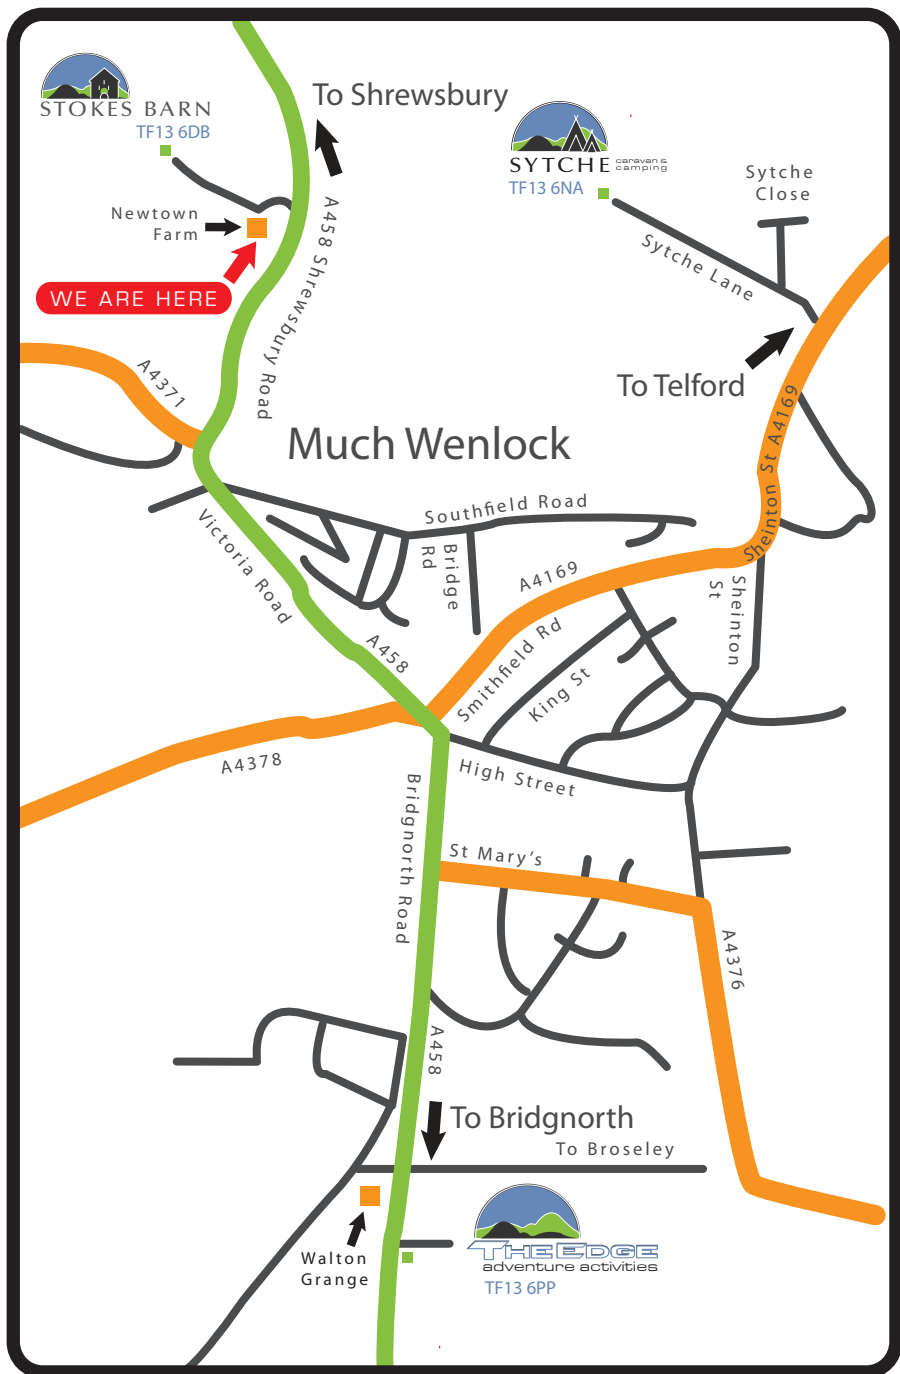 STOKES BARN
TF13 6DB
To Shrewsbury
SYTCHE caravan & camping
TF13 6NA
Sytche
Close
Newtown
Farm
WE ARE HERE
A458 Shrewsbury Road
Sytche Lane
A4371
To Telford
Much Wenlock
Sheinton St A4169
Southfield Road
Victoria Road
Bridge
Rd
A4169
Sheinton
St
A458
Smithfield Rd
King St
A4378
High Street
Bridgnorth Road
St Mary's
A4376
A458
To Bridgnorth
To Broseley
Walton
Grange
THE EDGE
adventure activities
TF13 6PP